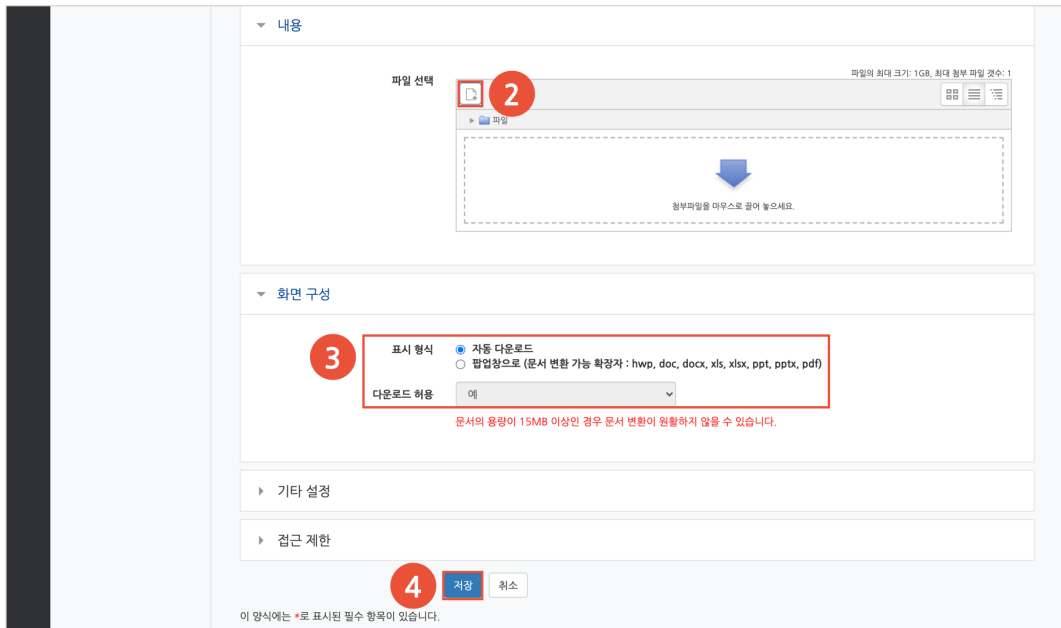 내용
파일의 최대 크기: 1GB, 최대 첨부 파일 갯수: 1
파일 선택
2
파일
첨부파일을 마우스로 끌어 놓으세요.
화면 구성
3
표시 형식
자동 다운로드
팝업창으로 (문서 변환 가능 확장자 : hwp, doc, docx, xls, xlsx, ppt, pptx, pdf)
다운로드 허용 예
문서의 용량이 15MB 이상인 경우 문서 변환이 원활하지 않을 수 있습니다.
기타 설정
접근 제한
4 저장 취소
이 양식에는 *로 표시된 필수 항목이 있습니다.